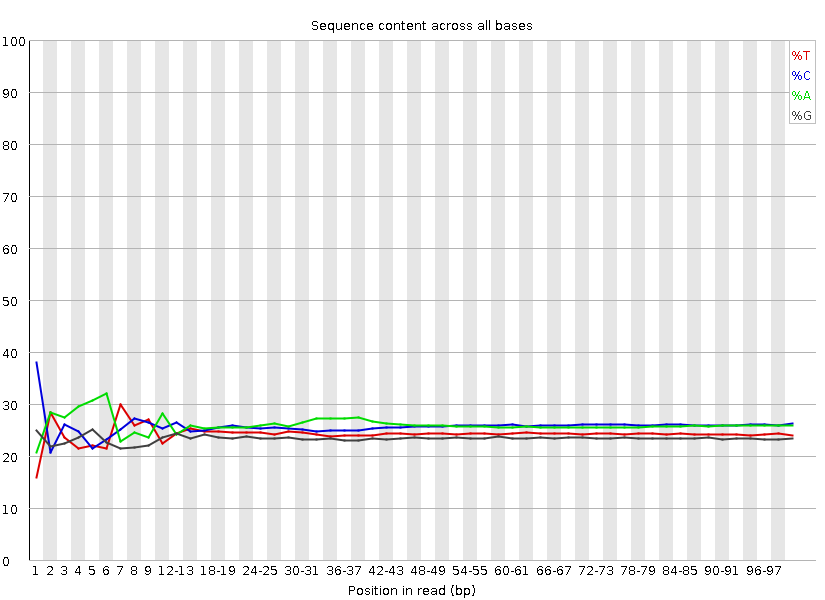 Sequence content across all bases
100
90
80
70
60
50
40
30
20
10
0
%T
%C
%A
%G
1 2 3 4 5 6 7 8 9 12-13 18-19 24-25 30-31 36-37 42-43 48-49 54-55 60-61 66-67 72-73 78-79 84-85 90-91 96-97
Position in read (bp)